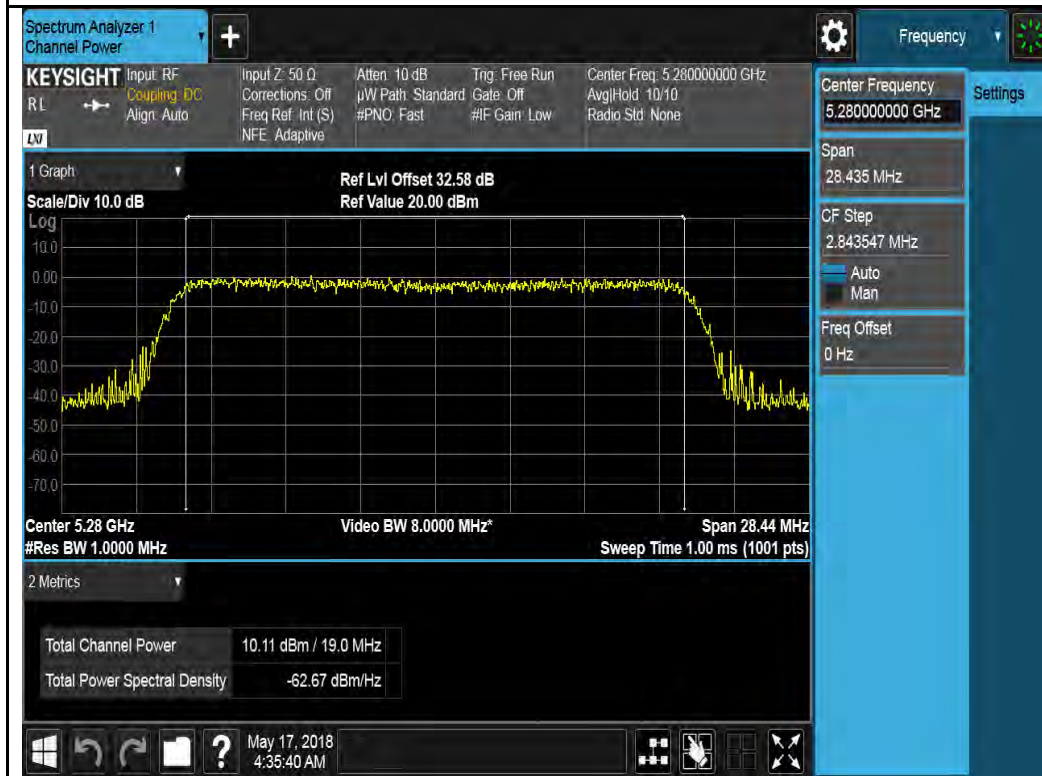 Spectrum Analyzer 1
Channel Power
+
Frequency
KEYSIGHT
RL
LXI
Input: RF
Coupling: DC
Align: Auto
Input Z: 50 Ω
Corrections: Off
Freq Ref: Int (S)
NFE: Adaptive
Atten: 10 dB
µW Path: Standard
#PNO: Fast
Trig: Free Run
Gate: Off
#IF Gain: Low
Center Freq: 5.280000000 GHz
Avg|Hold: 10/10
Radio Std: None
Center Frequency
5.280000000 GHz
Settings
Span
28.435 MHz
CF Step
2.843547 MHz
Auto
Man
Freq Offset
0 Hz
1 Graph
Scale/Div 10.0 dB
Ref Lvl Offset 32.58 dB
Ref Value 20.00 dBm
Log
10.0
0.00
-10.0
-20.0
-30.0
-40.0
-50.0
-60.0
-70.0
Center 5.28 GHz
#Res BW 1.0000 MHz
Video BW 8.0000 MHz*
Span 28.44 MHz
Sweep Time 1.00 ms (1001 pts)
2 Metrics
Total Channel Power 10.11 dBm / 19.0 MHz
Total Power Spectral Density -62.67 dBm/Hz
?
May 17, 2018
4:35:40 AM